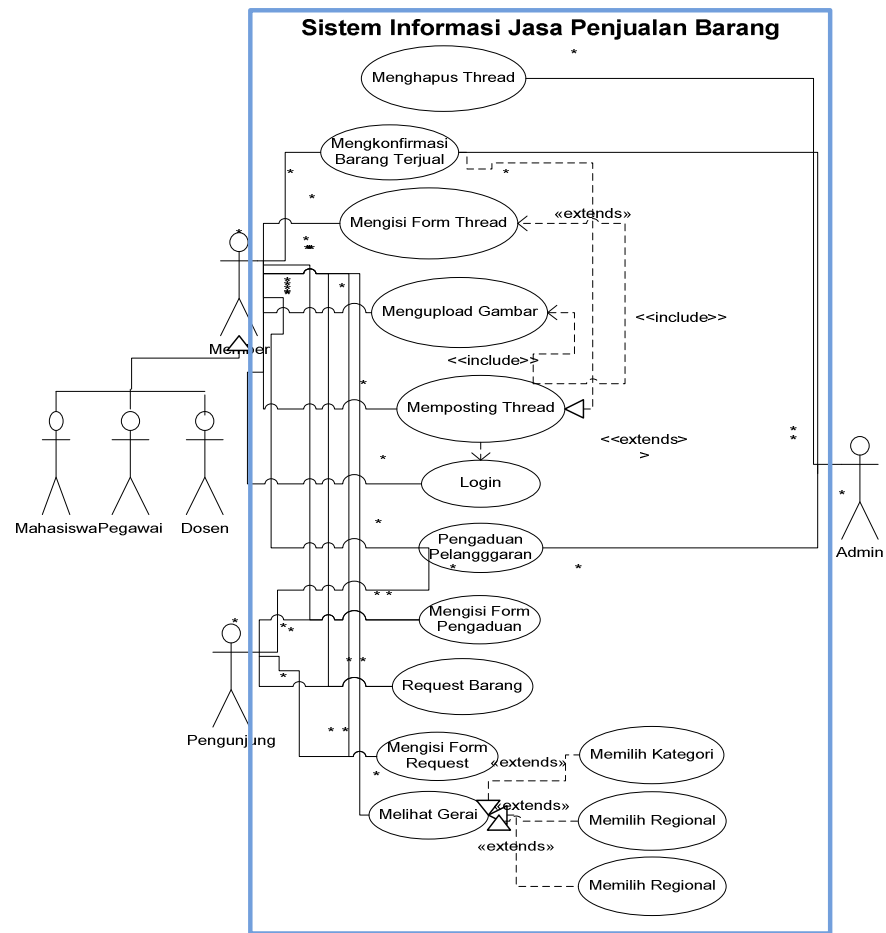 Sistem Informasi Jasa Penjualan Barang
*
Menghapus Thread
Mengkonfirmasi
Barang Terjual
*
*
*
«extends»
Mengisi Form Thread
*
*
**
*
*
*
*
*
Mengupload Gambar
<<include>>
Member
<<include>>
*
Memposting Thread
*
*
<<extends>
>
*
Login
*
*
MahasiswaPegawai
Dosen
Admin
Pengaduan
Pelangggaran
*
*
* *
Mengisi Form
Pengaduan
*
*
*
* *
*
Request Barang
Pengunjung
* *
Mengisi Form
Request
«extends»
Memilih Kategori
*
Melihat Gerai
«extends»
Memilih Regional
«extends»
Memilih Regional